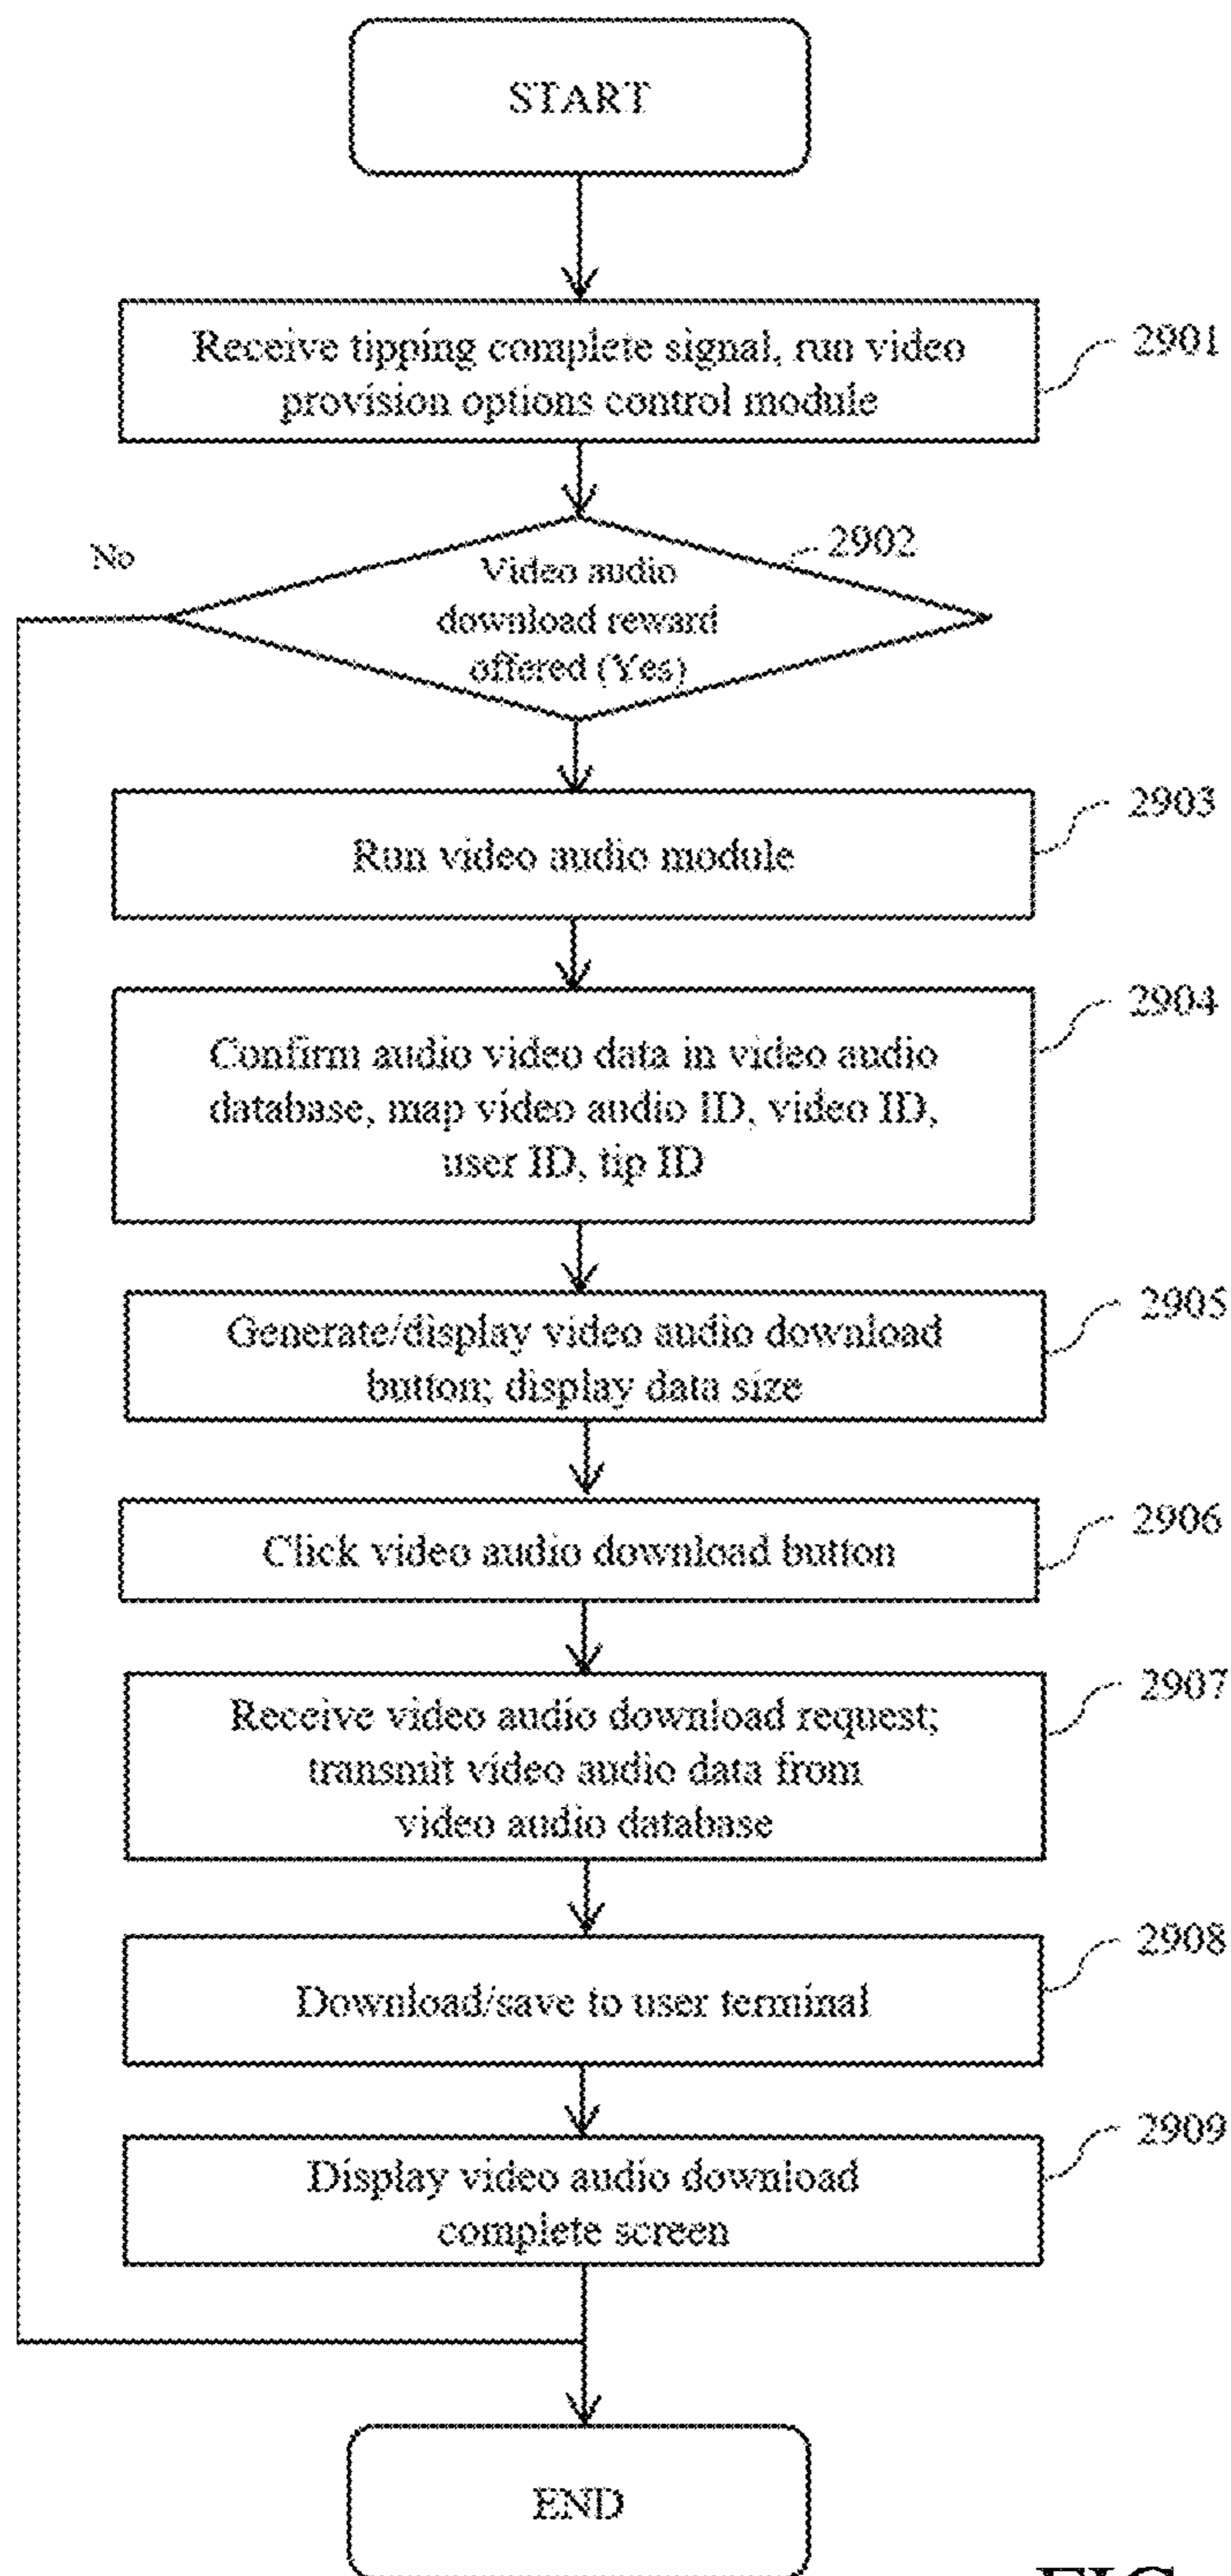 START
Receive tipping complete signal, run video
provision options control module
2901
No
2902
Video audio
download reward
offered (Yes)
2903
Run video audio module
2904
Confirm audio video data in video audio
database, map video audio ID, video ID,
user ID, tip ID
2905
Generate/display video audio download
button; display data size
2906
Click video audio download button
2907
Receive video audio download request;
transmit video audio data from
video audio database
2908
Download/save to user terminal
2909
Display video audio download
complete screen
END